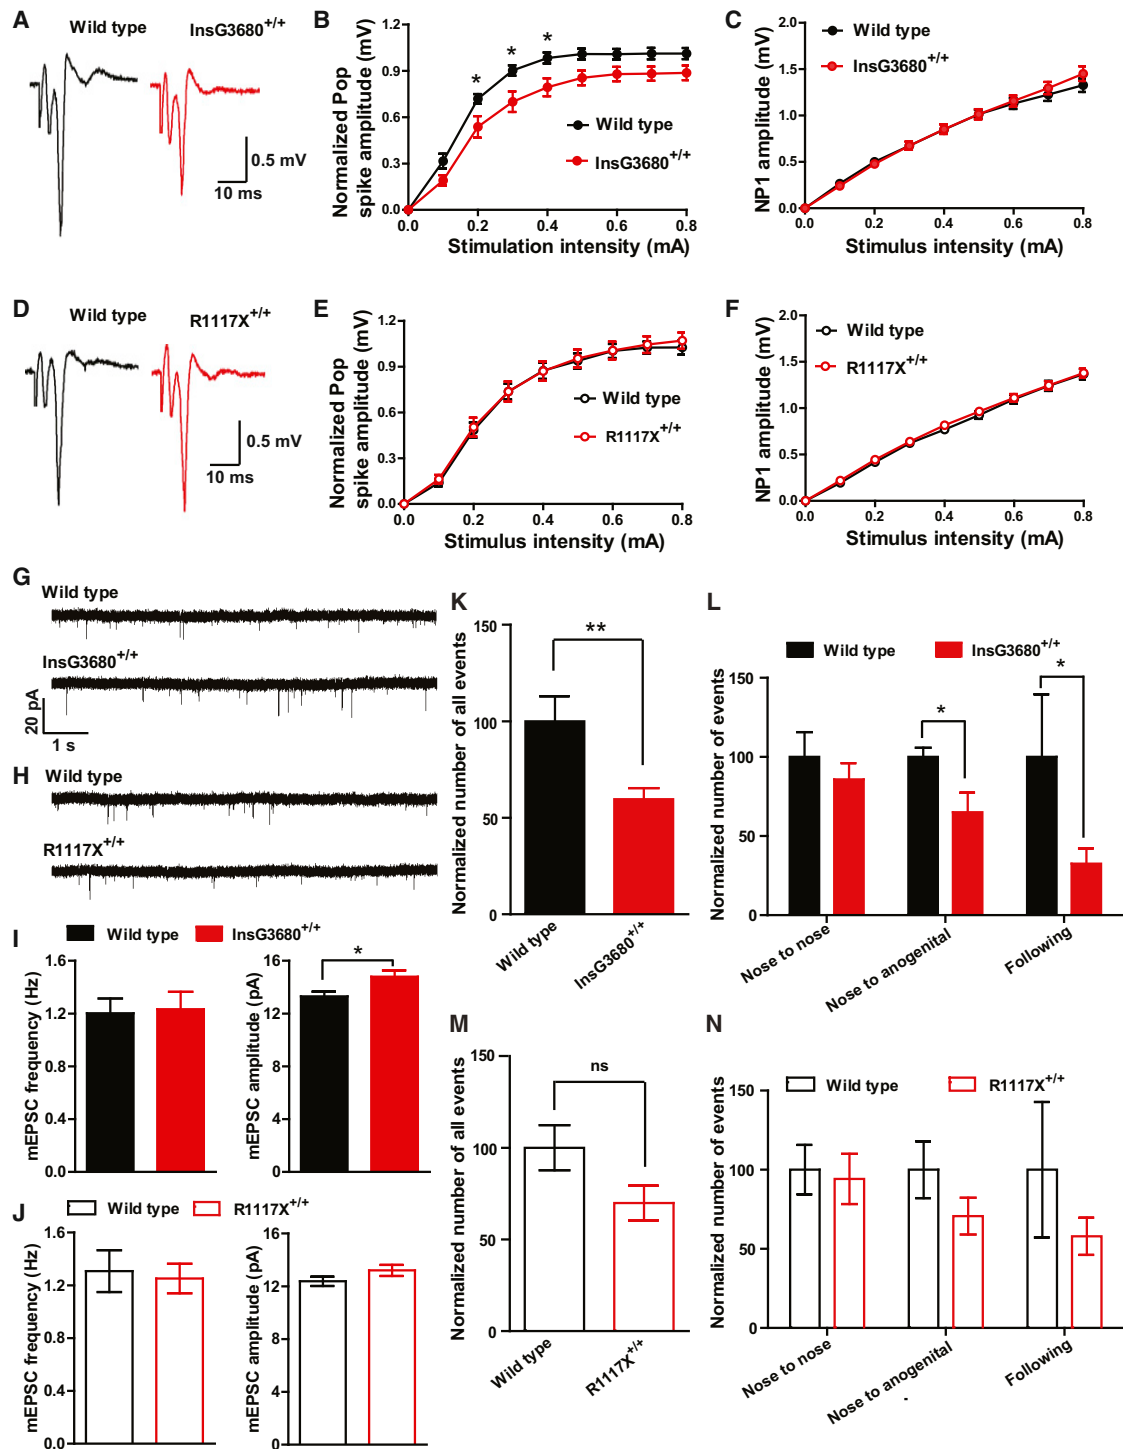 A
Wild type
InsG3680+/+
0.5 mV
10 ms
B
Normalized Pop
spike amplitude (mV)
1.2
0.9
0.6
0.3
0.0
*
*
*
Wild type
InsG3680+/+
0.0 0.2 0.4 0.6 0.8
Stimulation intensity (mA)
C
NP1 amplitude (mV)
2.0
1.5
1.0
0.5
0.0
Wild type
InsG3680+/+
0.0 0.2 0.4 0.6 0.8
Stimulus intensity (mA)
D
Wild type
R1117X+/+
0.5 mV
10 ms
E
Normalized Pop
spike amplitude (mV)
1.2
0.9
0.6
0.3
0.0
Wild type
R1117X+/+
0.0 0.2 0.4 0.6 0.8
Stimulus intensity (mA)
F
NP1 amplitude (mV)
2.0
1.5
1.0
0.5
0.0
Wild type
R1117X+/+
0.0 0.2 0.4 0.6 0.8
Stimulus intensity (mA)
G
Wild type
InsG3680+/+
20 pA
1 s
H
Wild type
R1117X+/+
I
Wild type
InsG3680+/+
mEPSC frequency (Hz)
1.6
1.2
0.8
0.4
0.0
mEPSC amplitude (pA)
16
12
8
4
0
*
J
Wild type
R1117X+/+
mEPSC frequency (Hz)
1.6
1.2
0.8
0.4
0.0
mEPSC amplitude (pA)
16
12
8
4
0
K
Normalized number of all events
150
100
50
0
**
Wild type
InsG3680+/+
L
Wild type
InsG3680+/+
Normalized number of events
150
100
50
0
*
*
Nose to nose
Nose to anogenital
Following
M
Normalized number of all events
150
100
50
0
ns
Wild type
R1117X+/+
N
Wild type
R1117X+/+
Normalized number of events
150
100
50
0
Nose to nose
Nose to anogenital
Following